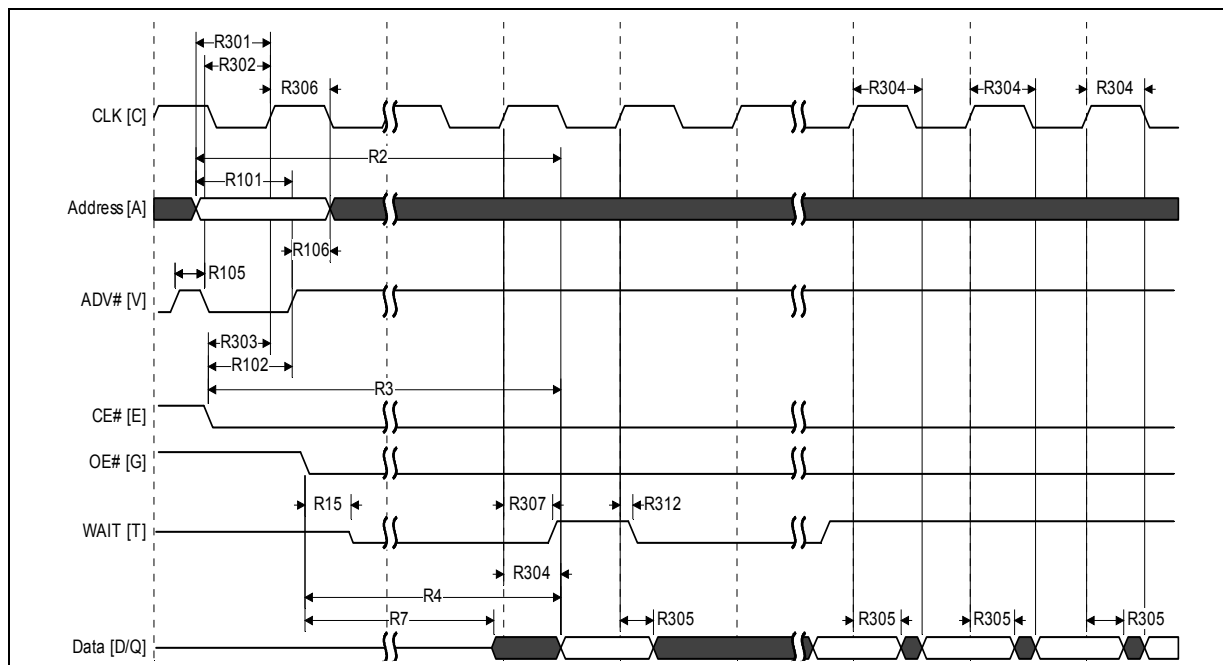 R301
R302
R306 R304 R304 R304
CLK [C]
R2
R101
Address [A]
R106
R105
ADV# [V]
R303
R102
R3
CE# [E]
OE# [G]
R15 R307 R312
WAIT [T]
R304
R4
R7 R305 R305 R305 R305
Data [D/Q]